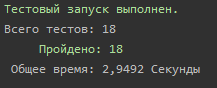 Тестовый запуск выполнен.
Всего тестов: 18
Пройдено: 18
Общее время: 2,9492 Секунды